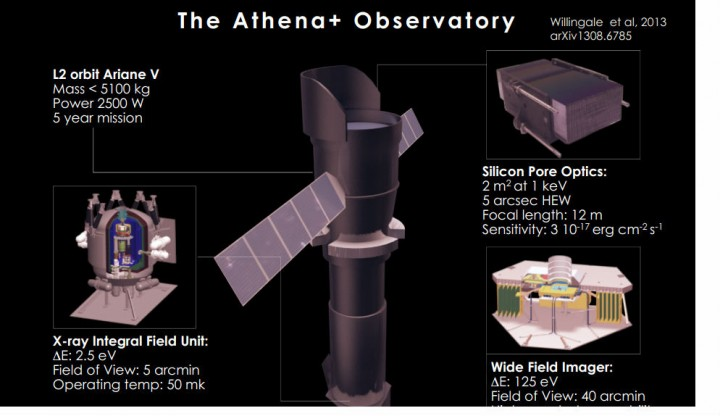 The Athena+ Observatory
Willingale et al, 2013
arXiv1308.6785
L2 orbit Ariane V
Mass < 5100 kg
Power 2500 W
5 year mission
Silicon Pore Optics:
2 m² at 1 keV
5 arcsec HEW
Focal length: 12 m
Sensitivity: 3 10⁻¹⁷ erg cm⁻² s⁻¹
X-ray Integral Field Unit:
ΔE: 2.5 eV
Field of View: 5 arcmin
Operating temp: 50 mk
Wide Field Imager:
ΔE: 125 eV
Field of View: 40 arcmin